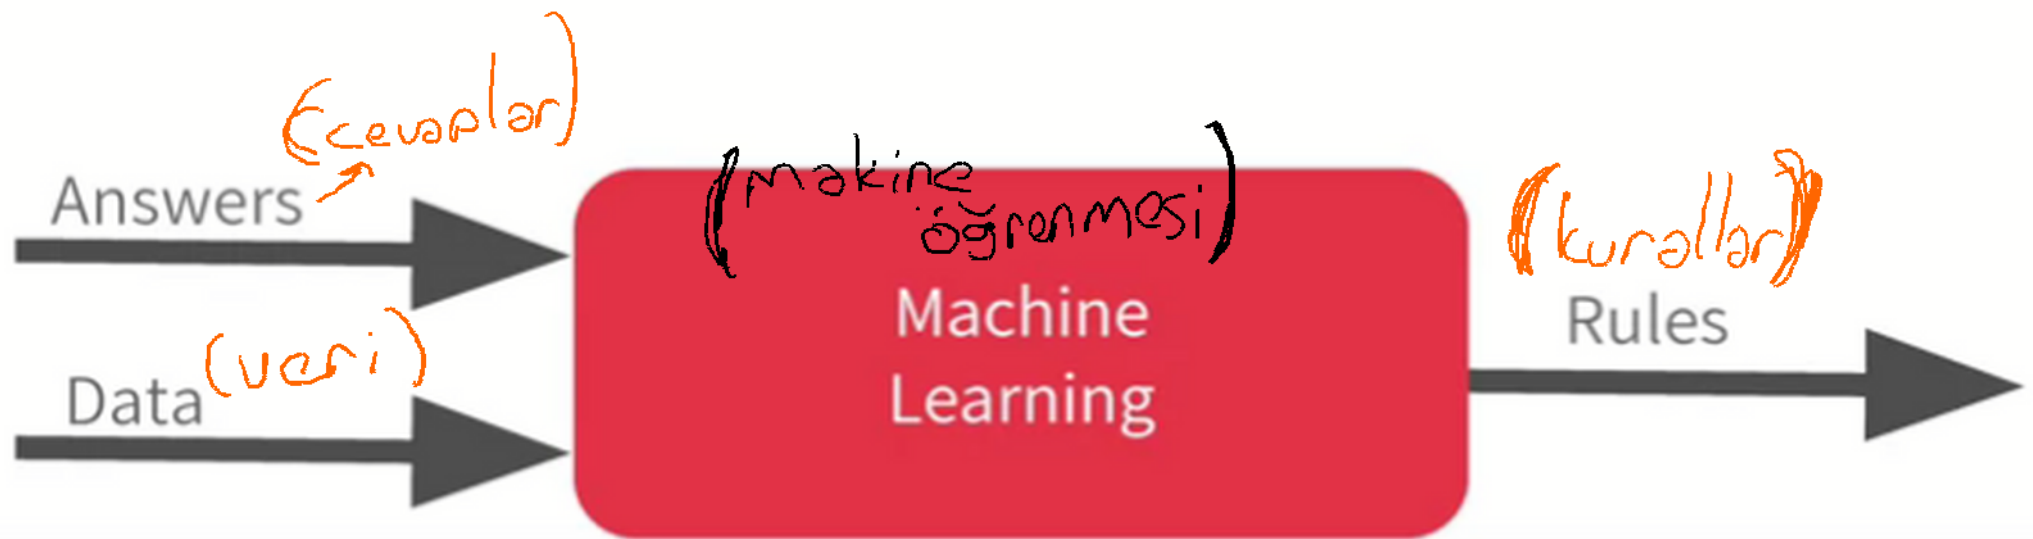 (cevaplar)
Answers
(veri)
Data
(makine
öğrenmesi)
Machine
Learning
(kurallar)
Rules